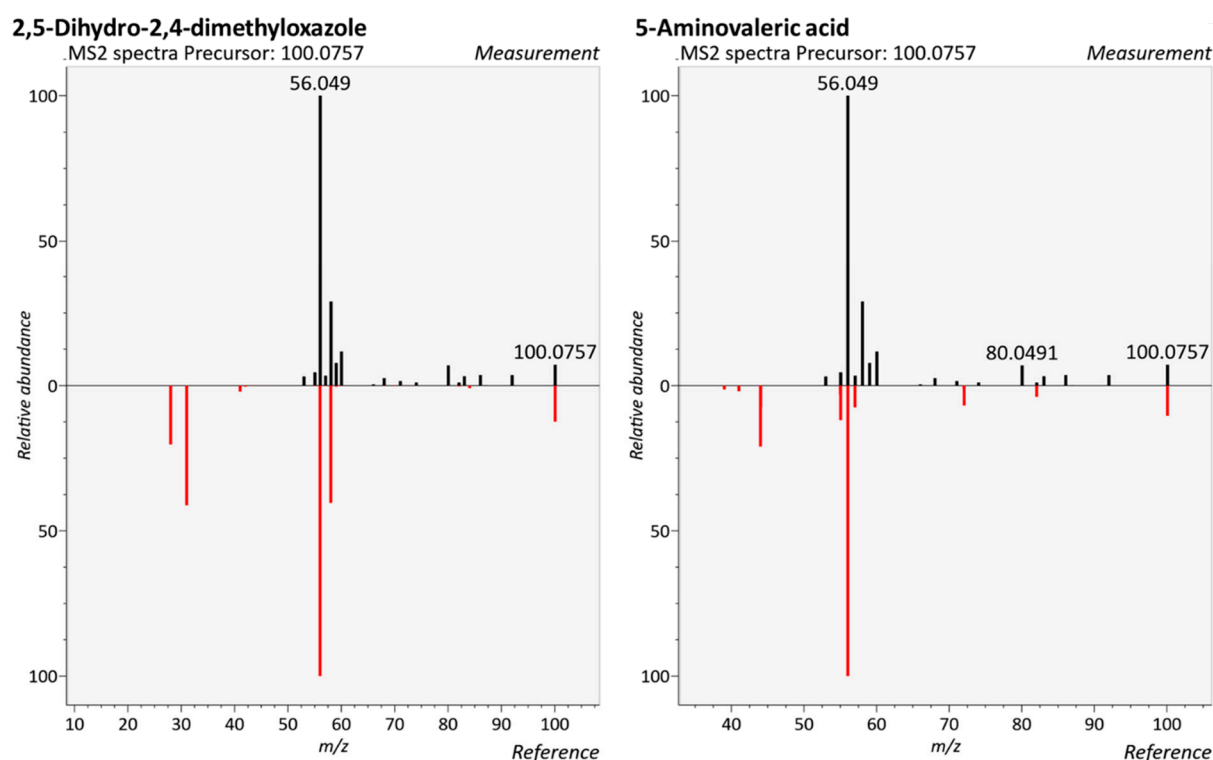 2,5-Dihydro-2,4-dimethyloxazole
MS2 spectra Precursor: 100.0757
Measurement
56.049
100.0757
100
50
0
50
100
Relative abundance
10 20 30 40 50 60 70 80 90 100
m/z
Reference
5-Aminovaleric acid
MS2 spectra Precursor: 100.0757
Measurement
56.049
80.0491
100.0757
100
50
0
50
100
Relative abundance
40 50 60 70 80 90 100
m/z
Reference